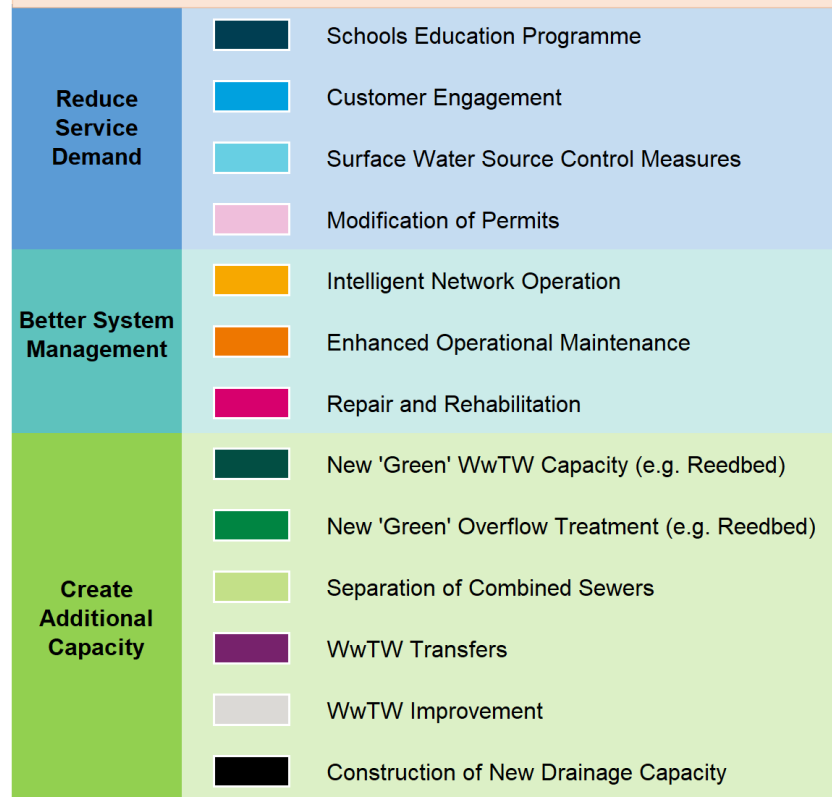 Reduce
Service
Demand
Schools Education Programme
Customer Engagement
Surface Water Source Control Measures
Modification of Permits
Better System
Management
Intelligent Network Operation
Enhanced Operational Maintenance
Repair and Rehabilitation
Create
Additional
Capacity
New 'Green' WwTW Capacity (e.g. Reedbed)
New 'Green' Overflow Treatment (e.g. Reedbed)
Separation of Combined Sewers
WwTW Transfers
WwTW Improvement
Construction of New Drainage Capacity